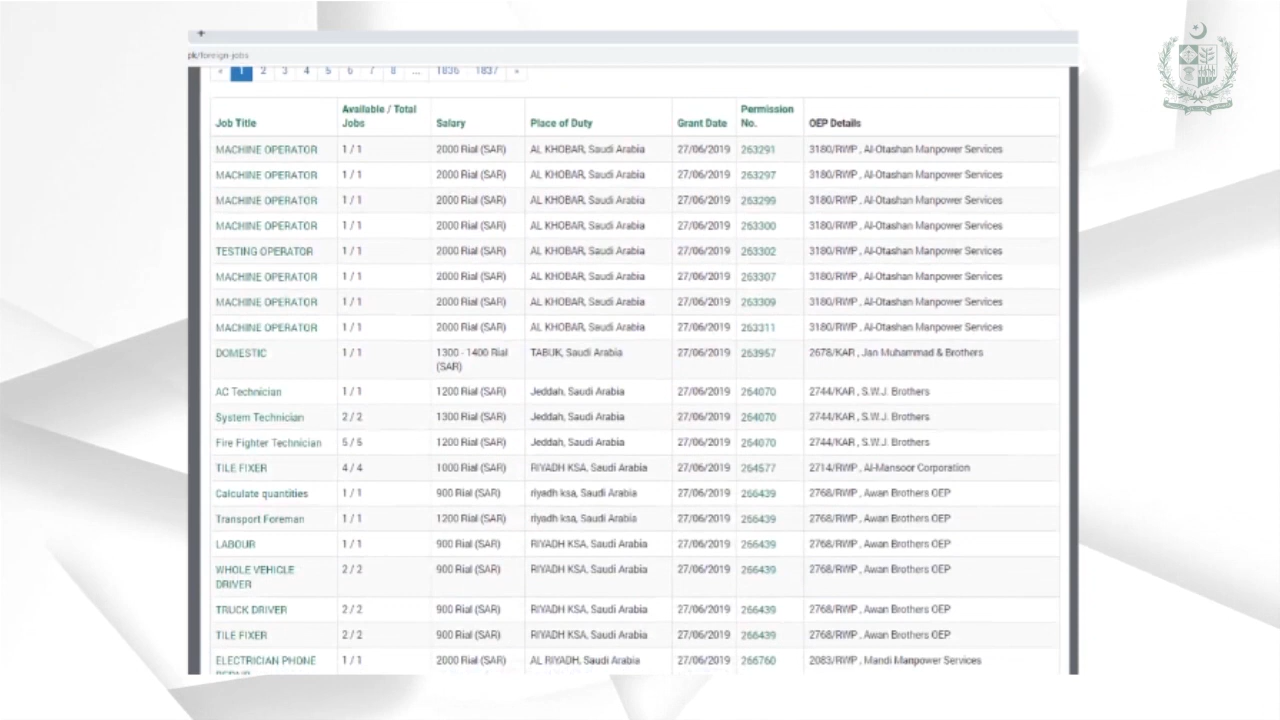 +
pk/foreign-jobs
« 1 2 3 4 5 6 7 8 ... 1836 1837 »
Job Title Available / Total Jobs Salary Place of Duty Grant Date Permission No. OEP Details
MACHINE OPERATOR 1 / 1 2000 Rial (SAR) AL KHOBAR, Saudi Arabia 27/06/2019 263291 3180/RWP , Al-Otashan Manpower Services
MACHINE OPERATOR 1 / 1 2000 Rial (SAR) AL KHOBAR, Saudi Arabia 27/06/2019 263297 3180/RWP , Al-Otashan Manpower Services
MACHINE OPERATOR 1 / 1 2000 Rial (SAR) AL KHOBAR, Saudi Arabia 27/06/2019 263299 3180/RWP , Al-Otashan Manpower Services
MACHINE OPERATOR 1 / 1 2000 Rial (SAR) AL KHOBAR, Saudi Arabia 27/06/2019 263300 3180/RWP , Al-Otashan Manpower Services
TESTING OPERATOR 1 / 1 2000 Rial (SAR) AL KHOBAR, Saudi Arabia 27/06/2019 263302 3180/RWP , Al-Otashan Manpower Services
MACHINE OPERATOR 1 / 1 2000 Rial (SAR) AL KHOBAR, Saudi Arabia 27/06/2019 263307 3180/RWP , Al-Otashan Manpower Services
MACHINE OPERATOR 1 / 1 2000 Rial (SAR) AL KHOBAR, Saudi Arabia 27/06/2019 263309 3180/RWP , Al-Otashan Manpower Services
MACHINE OPERATOR 1 / 1 2000 Rial (SAR) AL KHOBAR, Saudi Arabia 27/06/2019 263311 3180/RWP , Al-Otashan Manpower Services
DOMESTIC 1 / 1 1300 - 1400 Rial (SAR) TABUK, Saudi Arabia 27/06/2019 263957 2678/KAR , Jan Muhammad & Brothers
AC Technician 1 / 1 1200 Rial (SAR) Jeddah, Saudi Arabia 27/06/2019 264070 2744/KAR , S.W.J. Brothers
System Technician 2 / 2 1300 Rial (SAR) Jeddah, Saudi Arabia 27/06/2019 264070 2744/KAR , S.W.J. Brothers
Fire Fighter Technician 5 / 5 1200 Rial (SAR) Jeddah, Saudi Arabia 27/06/2019 264070 2744/KAR , S.W.J. Brothers
TILE FIXER 4 / 4 1000 Rial (SAR) RIYADH KSA, Saudi Arabia 27/06/2019 264577 2714/RWP , Al-Mansoor Corporation
Calculate quantities 1 / 1 900 Rial (SAR) riyadh ksa, Saudi Arabia 27/06/2019 266439 2768/RWP , Awan Brothers OEP
Transport Foreman 1 / 1 1200 Rial (SAR) riyadh ksa, Saudi Arabia 27/06/2019 266439 2768/RWP , Awan Brothers OEP
LABOUR 1 / 1 900 Rial (SAR) RIYADH KSA, Saudi Arabia 27/06/2019 266439 2768/RWP , Awan Brothers OEP
WHOLE VEHICLE DRIVER 2 / 2 900 Rial (SAR) RIYADH KSA, Saudi Arabia 27/06/2019 266439 2768/RWP , Awan Brothers OEP
TRUCK DRIVER 2 / 2 900 Rial (SAR) RIYADH KSA, Saudi Arabia 27/06/2019 266439 2768/RWP , Awan Brothers OEP
TILE FIXER 2 / 2 900 Rial (SAR) RIYADH KSA, Saudi Arabia 27/06/2019 266439 2768/RWP , Awan Brothers OEP
ELECTRICIAN PHONE 1 / 1 2000 Rial (SAR) AL RIYADH, Saudi Arabia 27/06/2019 266760 2083/RWP , Mandi Manpower Services